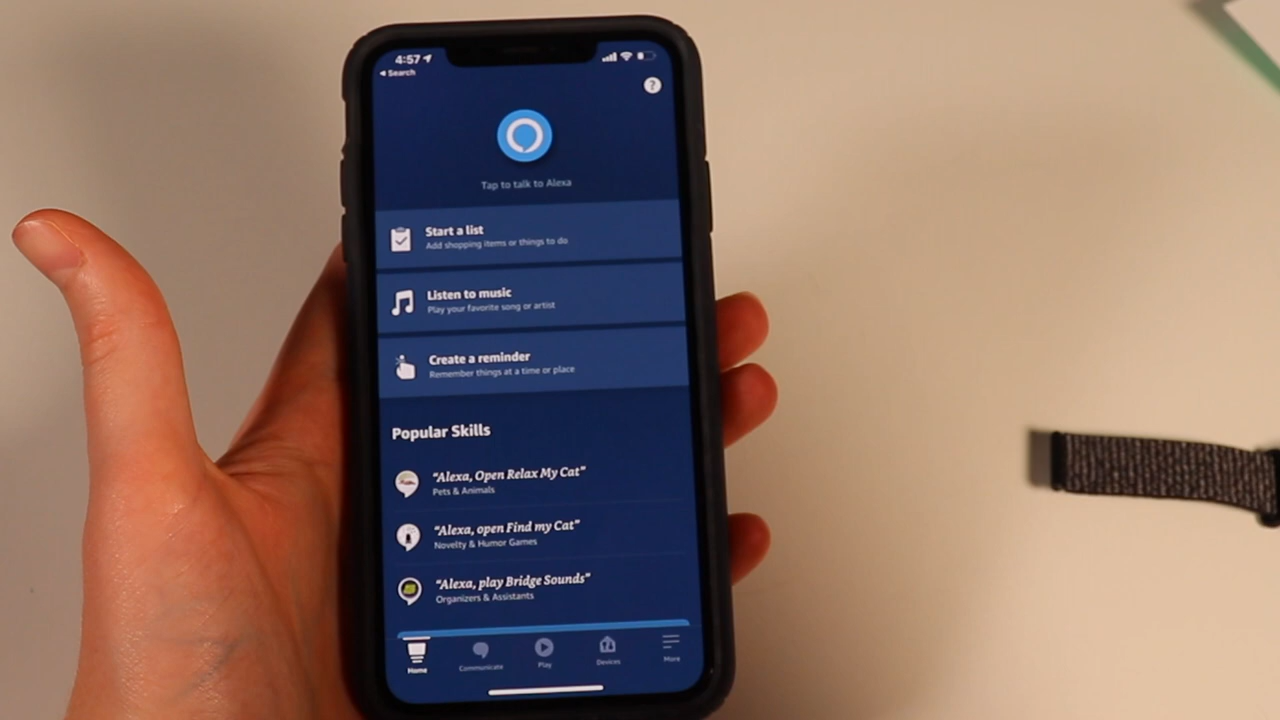 4:57
Search
?
Tap to talk to Alexa
Start a list
Add shopping items or things to do
Listen to music
Play your favorite song or artist
Create a reminder
Remember things at a time or place
Popular Skills
“Alexa, Open Relax My Cat”
Pets & Animals
“Alexa, open Find my Cat”
Novelty & Humor Games
“Alexa, play Bridge Sounds”
Organizers & Assistants
Home Communicate Play Devices More